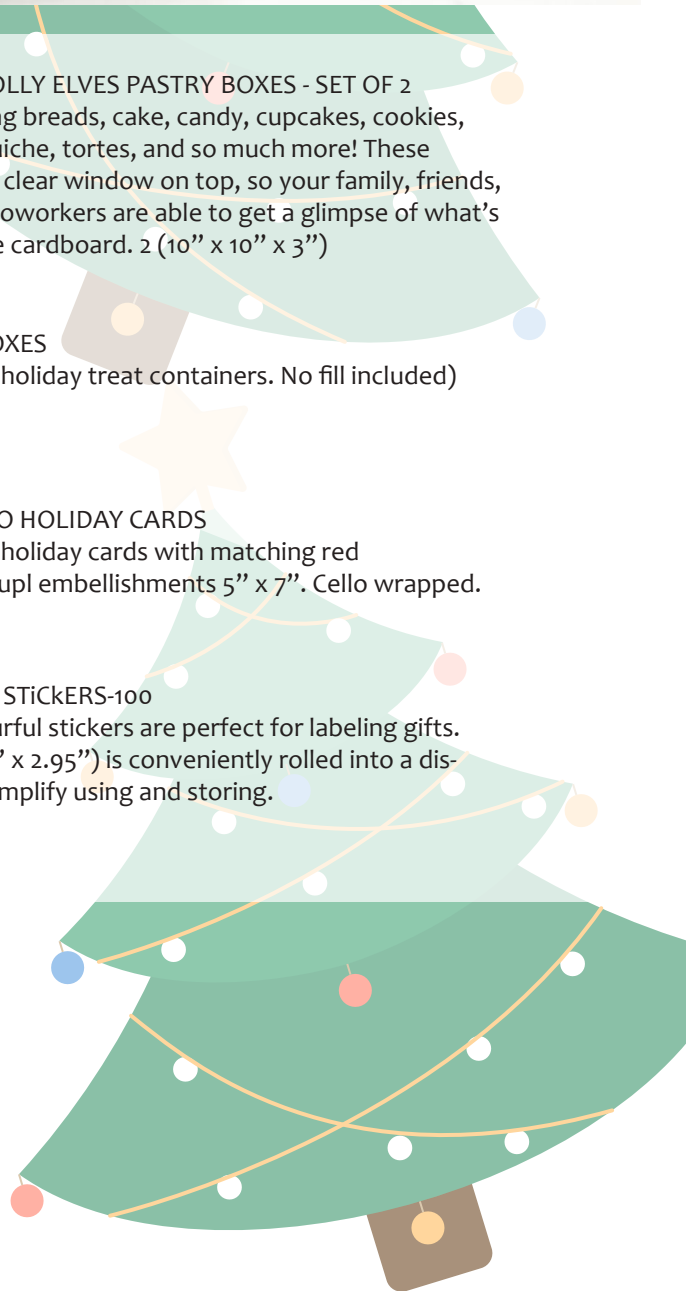 OLLY ELVES PASTRY BOXES - SET OF 2
ng breads, cake, candy, cupcakes, cookies,
uiche, tortes, and so much more! These
clear window on top, so your family, friends,
oworkers are able to get a glimpse of what’s
e cardboard. 2 (10” x 10” x 3”)
OXES
holiday treat containers. No fill included)
O HOLIDAY CARDS
holiday cards with matching red
upl embellishments 5” x 7”. Cello wrapped.
STiCkERS-100
urful stickers are perfect for labeling gifts.
” x 2.95”) is conveniently rolled into a dis-
mplify using and storing.